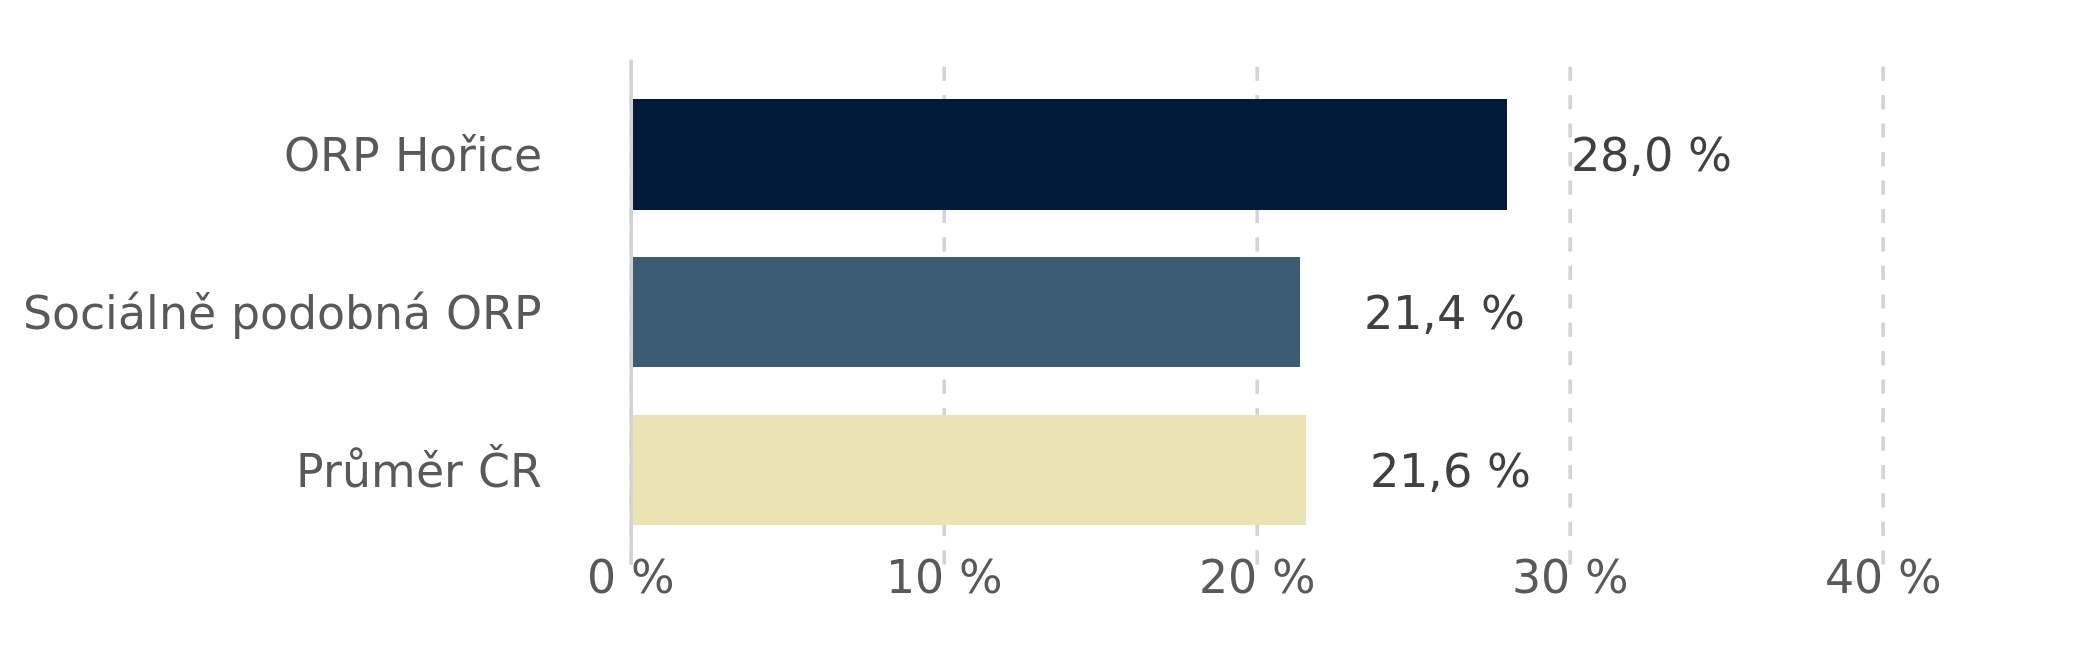 ORP Hořice
28,0 %
Sociálně podobná ORP
21,4 %
Průměr ČR
21,6 %
0 %
10 %
20 %
30 %
40 %